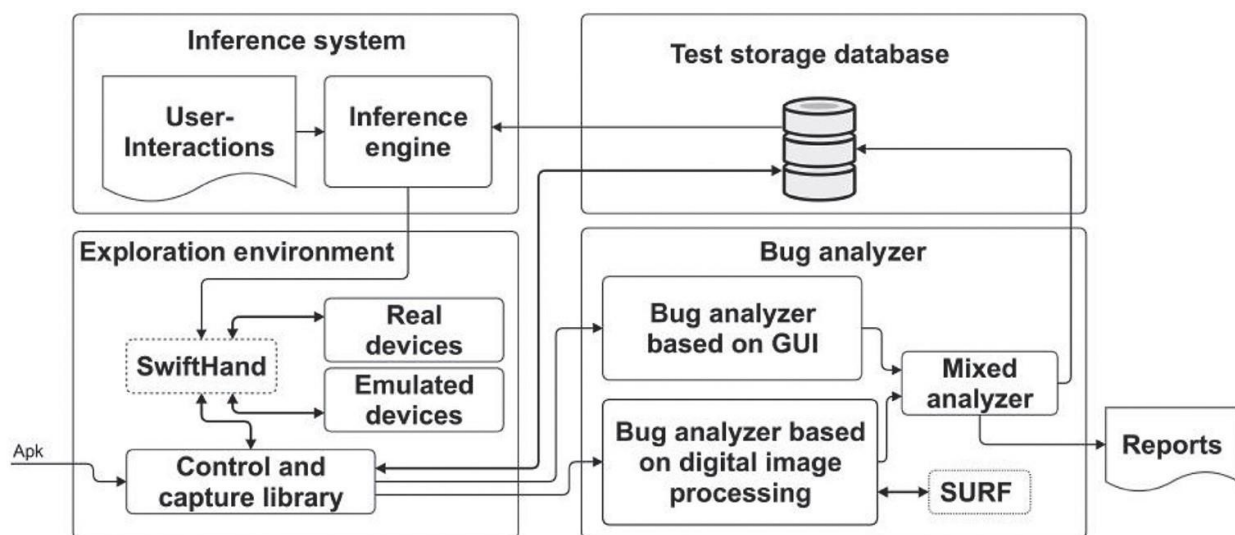 Inference system
User-
Interactions
Inference
engine
Test storage database
Exploration environment
Real
devices
SwiftHand
Emulated
devices
Apk
Control and
capture library
Bug analyzer
Bug analyzer
based on GUI
Mixed
analyzer
Bug analyzer based
on digital image
processing
SURF
Reports